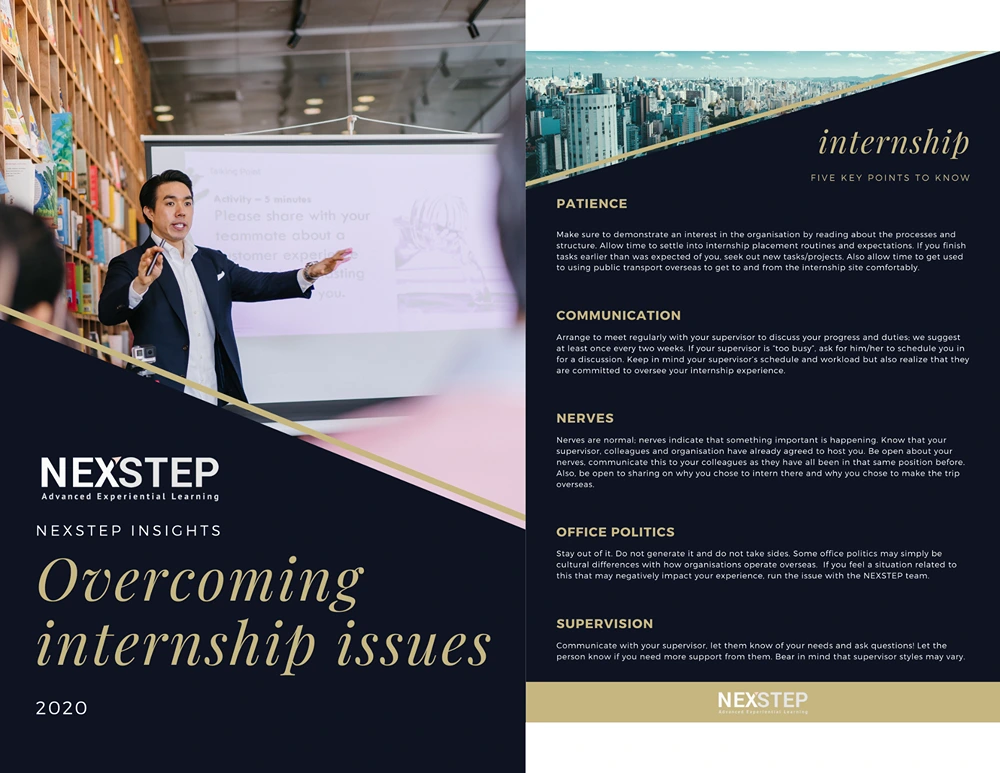 Talking Point
Activity – 3 minutes
Please share with your
teammate about a
customer experience
you.
NEXSTEP
Advanced Experiential Learning
NEXSTEP INSIGHTS
Overcoming
internship issues
2020
internship
FIVE KEY POINTS TO KNOW
PATIENCE
Make sure to demonstrate an interest in the organisation by reading about the processes and
structure. Allow time to settle into internship placement routines and expectations. If you finish
tasks earlier than was expected of you, seek out new tasks/projects. Also allow time to get used
to using public transport overseas to get to and from the internship site comfortably.
COMMUNICATION
Arrange to meet regularly with your supervisor to discuss your progress and duties; we suggest
at least once every two weeks. If your supervisor is "too busy", ask for him/her to schedule you in
for a discussion. Keep in mind your supervisor's schedule and workload but also realize that they
are committed to oversee your internship experience.
NERVES
Nerves are normal; nerves indicate that something important is happening. Know that your
supervisor, colleagues and organisation have already agreed to host you. Be open about your
nerves, communicate this to your colleagues as they have all been in that same position before.
Also, be open to sharing on why you chose to intern there and why you chose to make the trip
overseas.
OFFICE POLITICS
Stay out of it. Do not generate it and do not take sides. Some office politics may simply be
cultural differences with how organisations operate overseas.  If you feel a situation related to
this that may negatively impact your experience, run the issue with the NEXSTEP team.
SUPERVISION
Communicate with your supervisor, let them know of your needs and ask questions! Let the
person know if you need more support from them. Bear in mind that supervisor styles may vary.
NEXSTEP
Advanced Experiential Learning